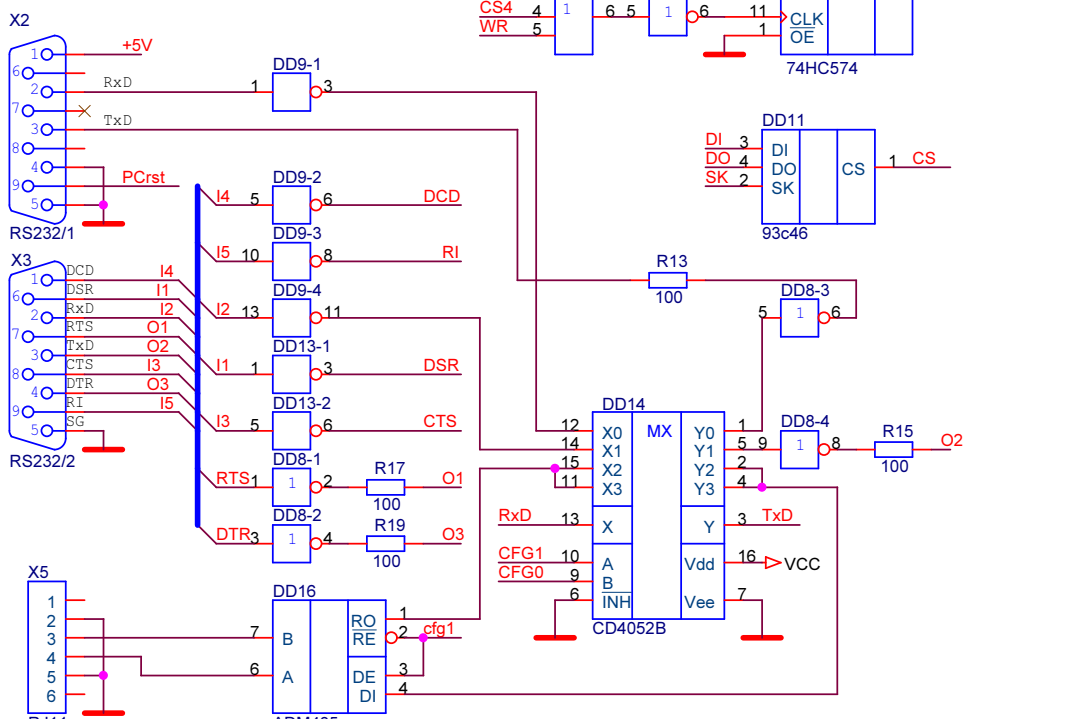 X2
1
+5V
6
2
RxD
7
3
TxD
8
4
9
PCrst
5
RS232/1
CS4 4
WR 5
1
6 5
1
6
11
1
CLK
OE
74HC574
1
DD9-1
3
DD11
DI 3 DI
DO 4 DO
SK 2 SK
CS
1
CS
93c46
I4 5
DD9-2
6
DCD
I5 10
DD9-3
8
RI
I2 13
DD9-4
11
I1 1
DD13-1
3
DSR
I3 5
DD13-2
6
CTS
RTS 1
DD8-1
1
2
R17
100
O1
DTR 3
DD8-2
1
4
R19
100
O3
X3
1 DCD I4
6 DSR I1
2 RxD I2
7 RTS O1
3 TxD O2
8 CTS I3
4 DTR O3
9 RI I5
5 SG
RS232/2
R13
100
DD8-3
5
1
6
DD14
12 X0 MX Y0 1
14 X1 Y1 5
15 X2 Y2 2
11 X3 Y3 4
RxD 13 X Y 3 TxD
CFG1 10 A Vdd 16 VCC
CFG0 9 B
6 INH Vee 7
CD4052B
9
DD8-4
1
8
R15
100
O2
X5
1
2
3
4
5
6
DD16
7 B
6 A
RO 1
RE 2 cfg1
DE 3
DI 4